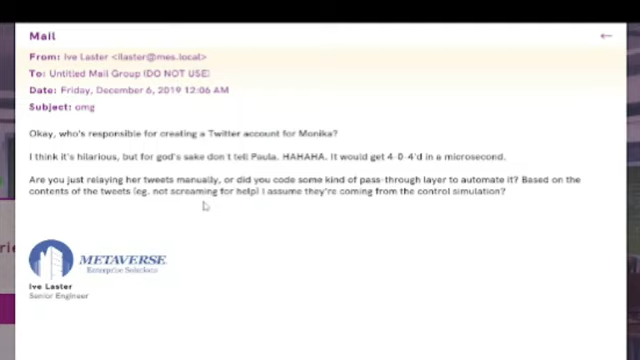 Mail
←
From: Ive Laster <ilaster@mes.local>
To: Untitled Mail Group (DO NOT USE)
Date: Friday, December 6, 2019 12:06 AM
Subject: omg
Okay, who's responsible for creating a Twitter account for Monika?
I think it's hilarious, but for god's sake don't tell Paula. HAHAHA. It would get 4-0-4'd in a microsecond.
Are you just relaying her tweets manually, or did you code some kind of pass-through layer to automate it? Based on the
contents of the tweets (eg. not screaming for help) I assume they're coming from the control simulation?
METAVERSE
Enterprise Solutions
Ive Laster
Senior Engineer
rie